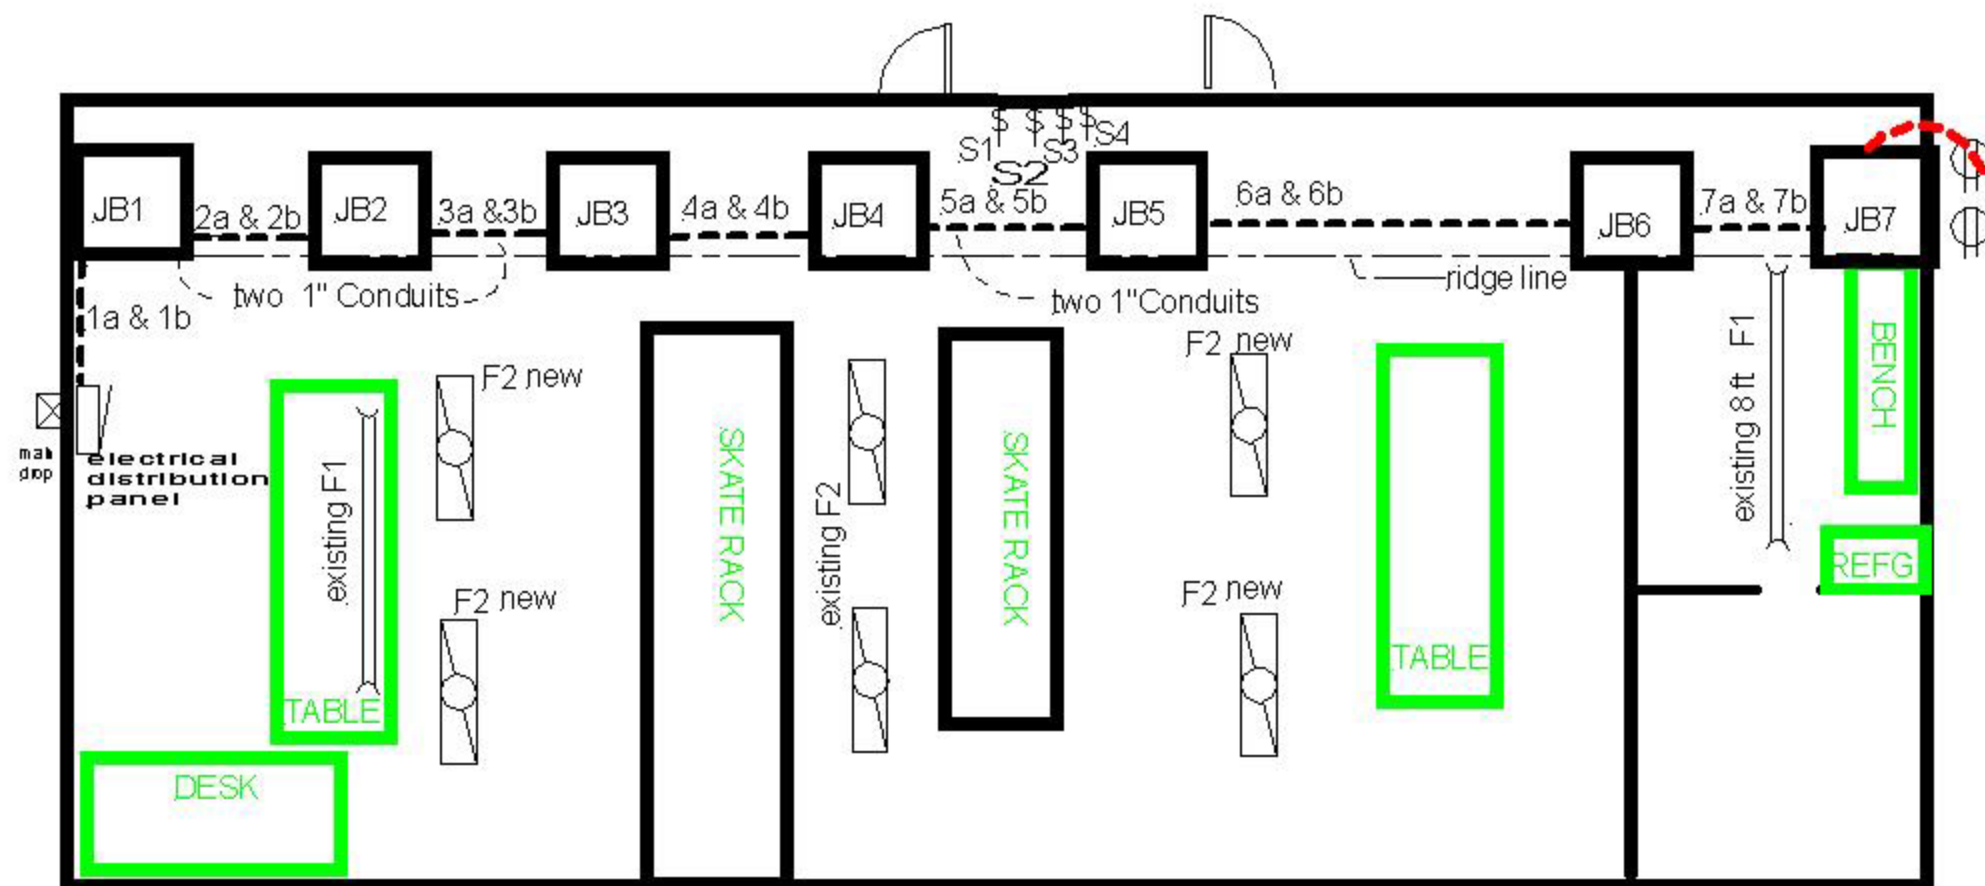 S1
S2
S3
S4
JB1
2a & 2b
JB2
3a &3b
JB3
4a & 4b
JB4
5a & 5b
JB5
6a & 6b
JB6
7a & 7b
JB7
two 1" Conduits
two 1"Conduits
ridge line
1a & 1b
F2 new
F2 new
existing 8 ft F1
BENCH
main
drop
electrical
distribution
panel
existing F1
SKATE RACK
existing F2
SKATE RACK
REFG
F2 new
F2 new
TABLE
TABLE
DESK